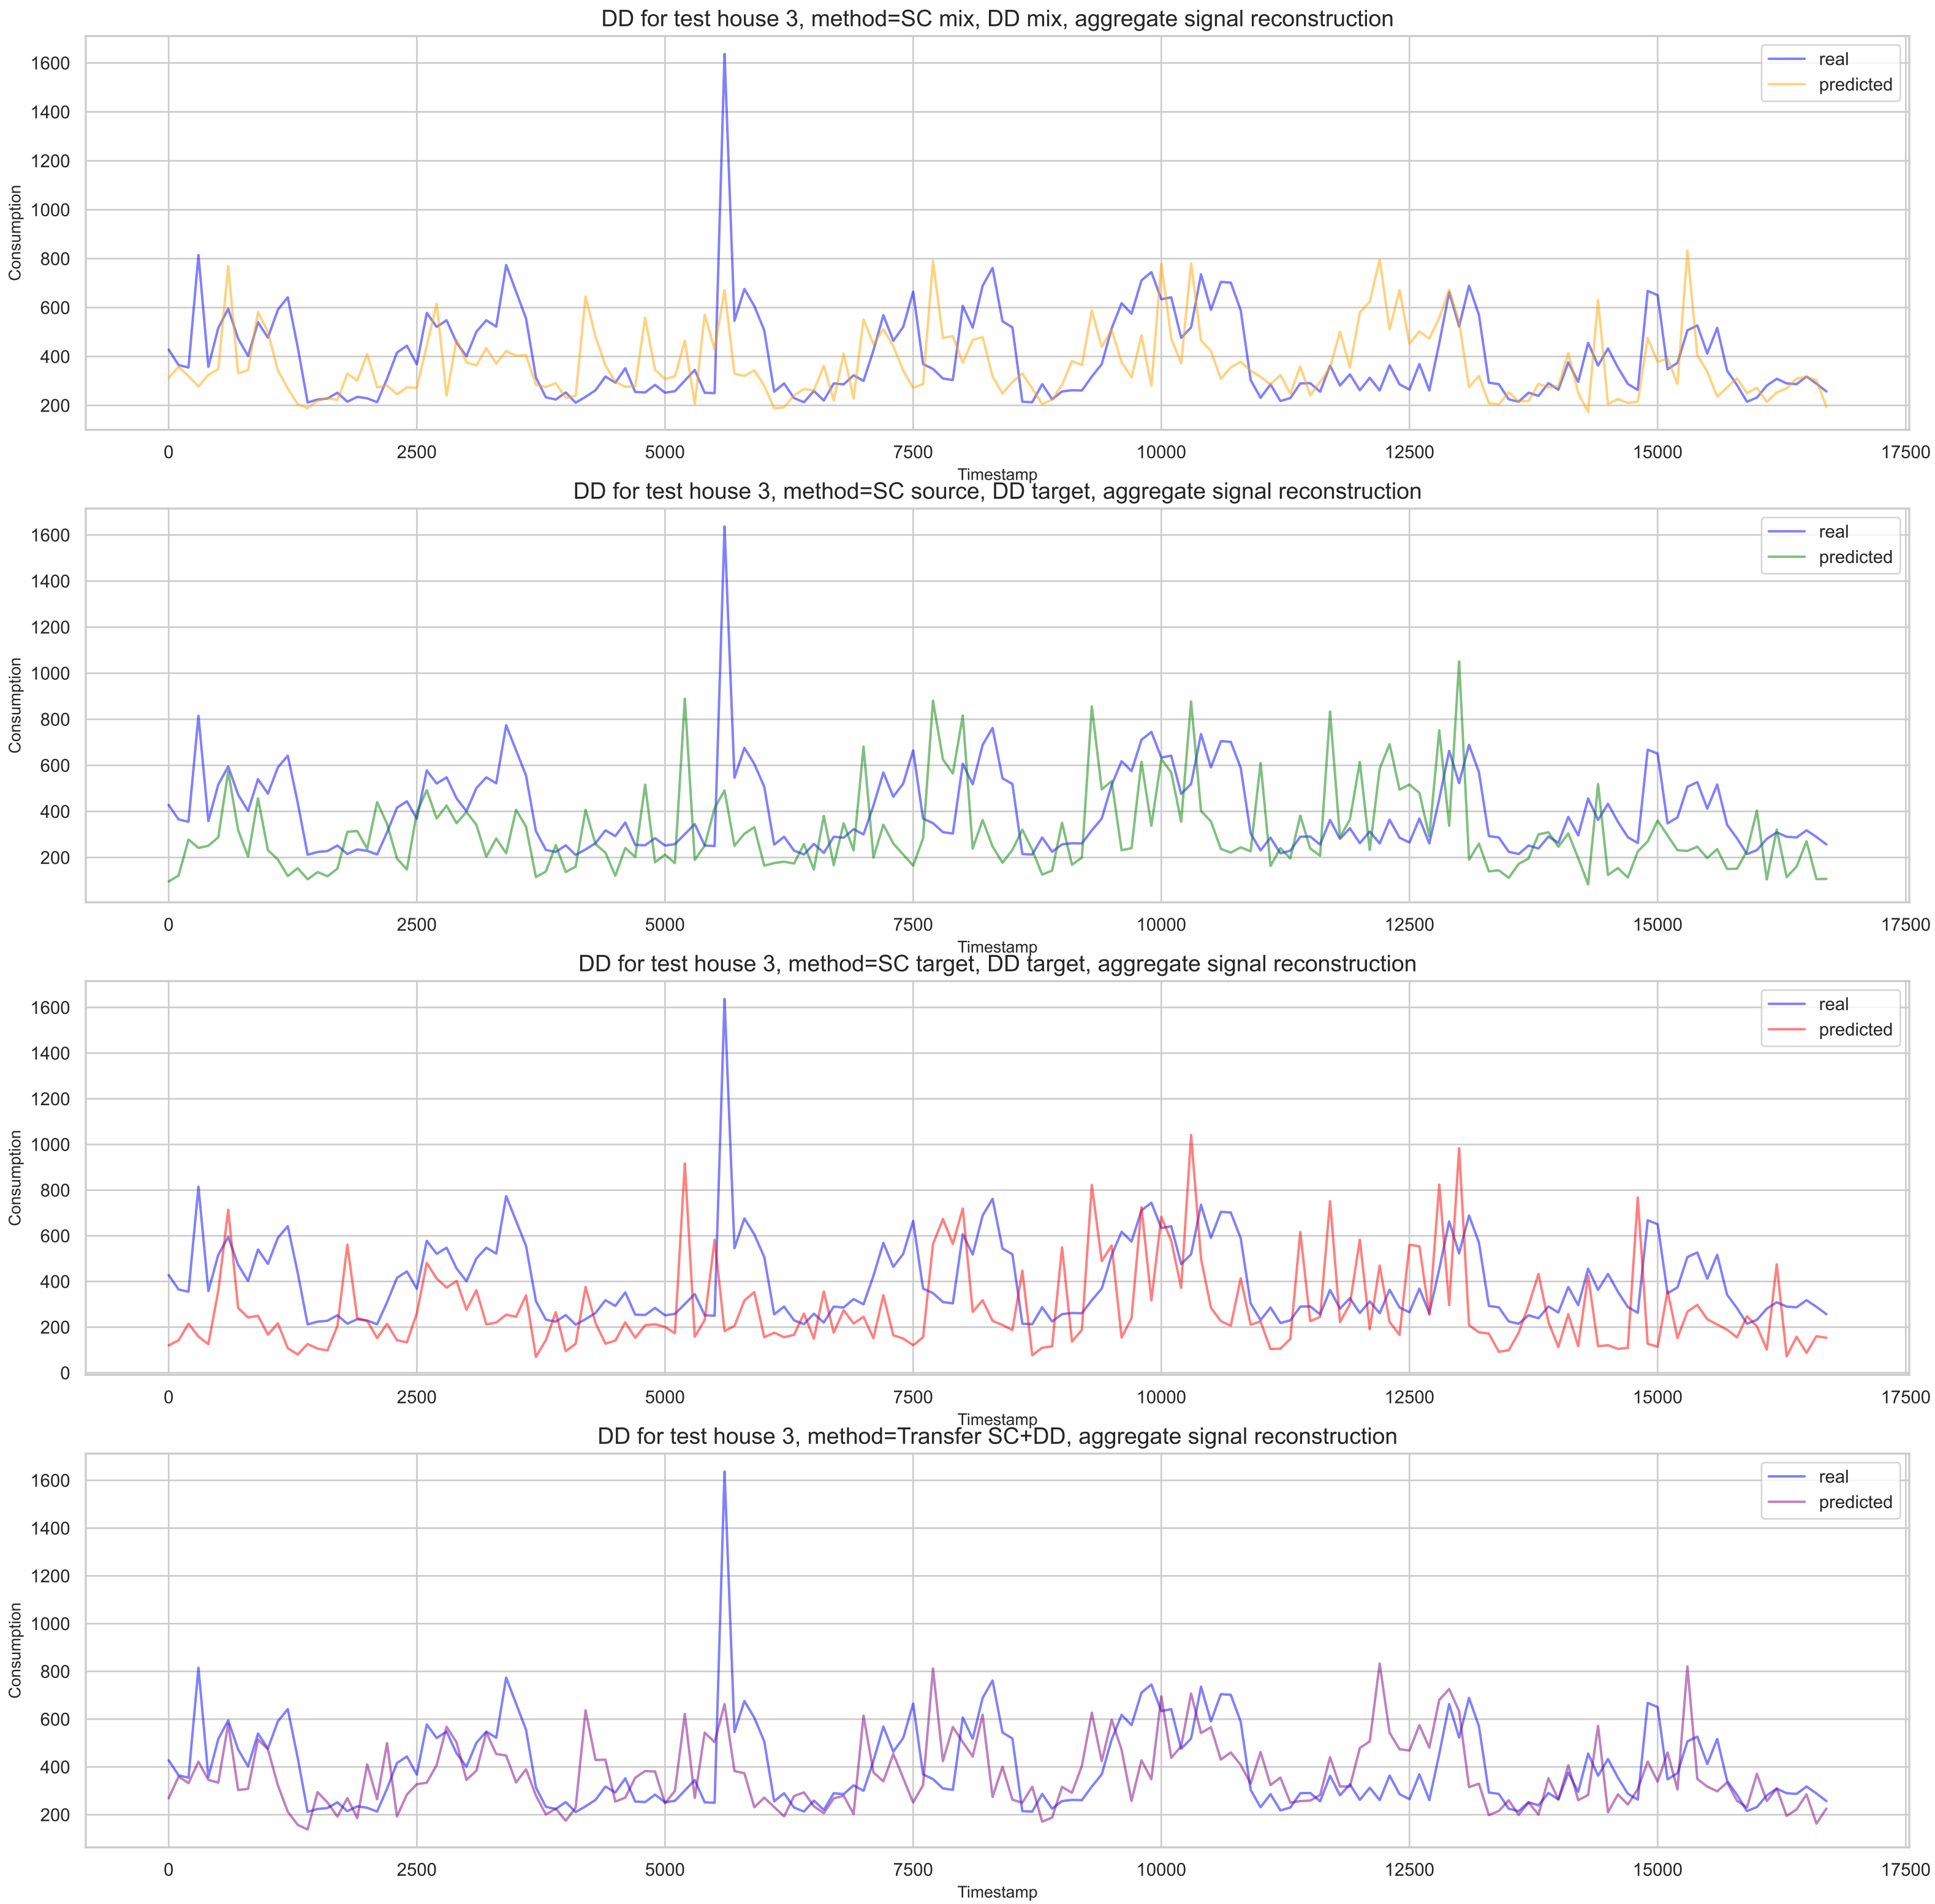 DD for test house 3, method=SC mix, DD mix, aggregate signal reconstruction
Consumption
1600
1400
1200
1000
800
600
400
200
real
predicted
0 2500 5000 7500 10000 12500 15000 17500
Timestamp
DD for test house 3, method=SC source, DD target, aggregate signal reconstruction
Consumption
1600
1400
1200
1000
800
600
400
200
real
predicted
0 2500 5000 7500 10000 12500 15000 17500
Timestamp
DD for test house 3, method=SC target, DD target, aggregate signal reconstruction
Consumption
1600
1400
1200
1000
800
600
400
200
0
real
predicted
0 2500 5000 7500 10000 12500 15000 17500
Timestamp
DD for test house 3, method=Transfer SC+DD, aggregate signal reconstruction
Consumption
1600
1400
1200
1000
800
600
400
200
real
predicted
0 2500 5000 7500 10000 12500 15000 17500
Timestamp